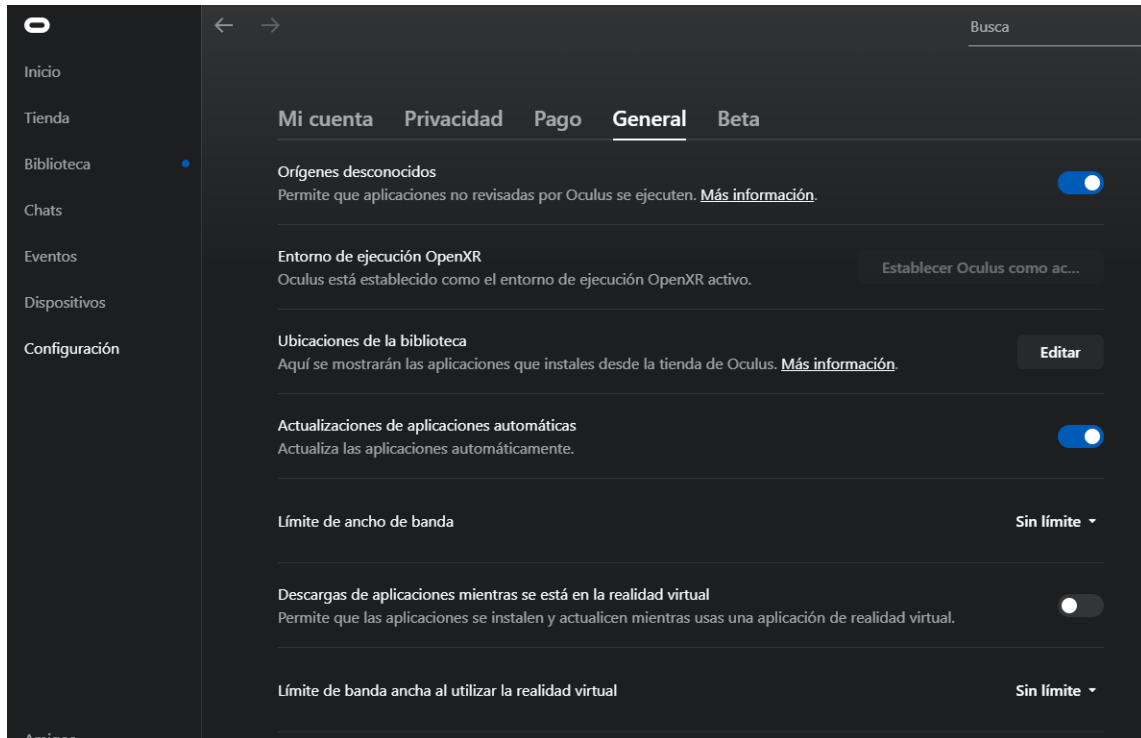 Busca
Inicio
Tienda
Biblioteca
Chats
Eventos
Dispositivos
Configuración
Mi cuenta Privacidad Pago General Beta
Orígenes desconocidos
Permite que aplicaciones no revisadas por Oculus se ejecuten. Más información.
Entorno de ejecución OpenXR
Oculus está establecido como el entorno de ejecución OpenXR activo.
Establecer Oculus como ac...
Ubicaciones de la biblioteca
Aquí se mostrarán las aplicaciones que instales desde la tienda de Oculus. Más información.
Editar
Actualizaciones de aplicaciones automáticas
Actualiza las aplicaciones automáticamente.
Límite de ancho de banda
Sin límite
Descargas de aplicaciones mientras se está en la realidad virtual
Permite que las aplicaciones se instalen y actualicen mientras usas una aplicación de realidad virtual.
Límite de banda ancha al utilizar la realidad virtual
Sin límite